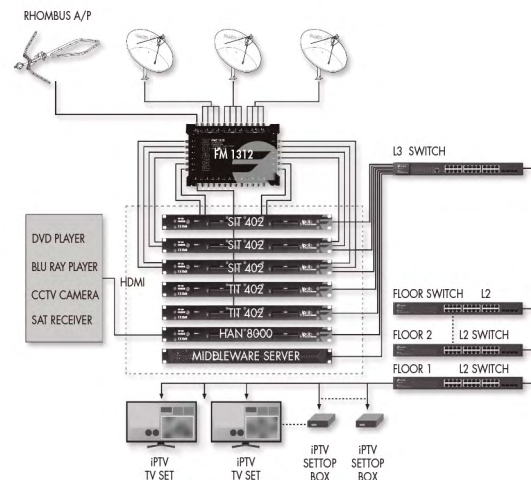 RHOMBUS A/P
FM 1312
L3 SWITCH
SIT 402
SIT 402
SIT 402
TIT 402
TIT 402
HAN 8000
MIDDLEWARE SERVER
HDMI
DVD PLAYER
BLU RAY PLAYER
CCTV CAMERA
SAT RECEIVER
FLOOR SWITCH L2
FLOOR 2 L2 SWITCH
FLOOR 1 L2 SWITCH
iPTV
TV SET
iPTV
TV SET
iPTV
SETTOP
BOX
iPTV
SETTOP
BOX